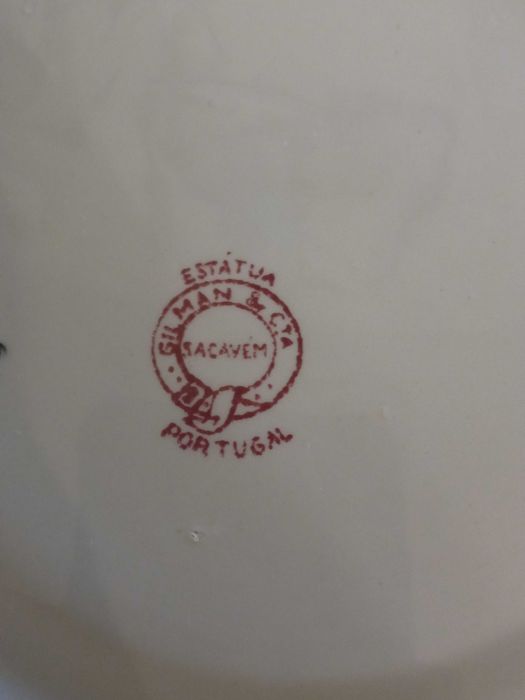 ESTÁTUA
GILMAN & CTA
SACAVÉM
PORTUGAL